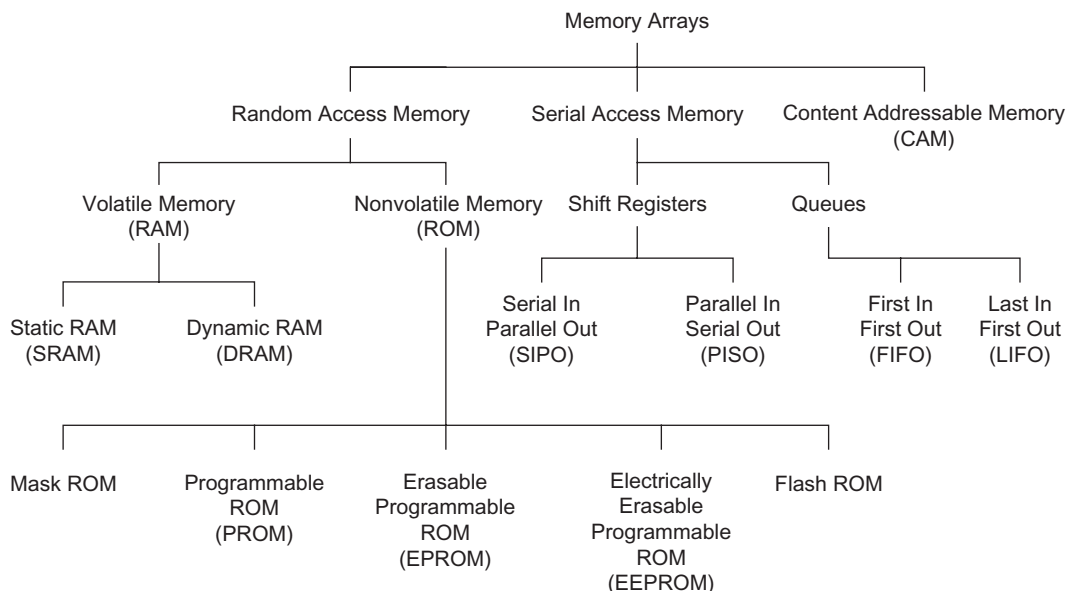 Memory Arrays
Random Access Memory
Serial Access Memory
Content Addressable Memory
(CAM)
Volatile Memory
(RAM)
Nonvolatile Memory
(ROM)
Shift Registers
Queues
Static RAM
(SRAM)
Dynamic RAM
(DRAM)
Serial In
Parallel Out
(SIPO)
Parallel In
Serial Out
(PISO)
First In
First Out
(FIFO)
Last In
First Out
(LIFO)
Mask ROM
Programmable
ROM
(PROM)
Erasable
Programmable
ROM
(EPROM)
Electrically
Erasable
Programmable
ROM
(EEPROM)
Flash ROM